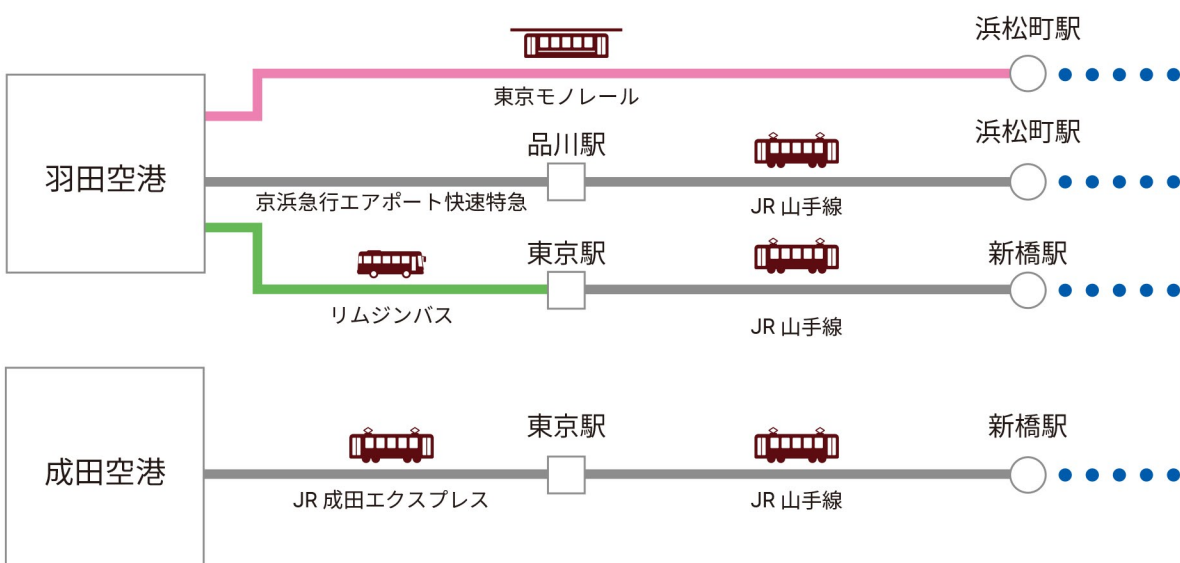 浜松町駅
東京モノレール
浜松町駅
品川駅
羽田空港
京浜急行エアポート快速特急
JR 山手線
東京駅
新橋駅
リムジンバス
JR 山手線
東京駅
新橋駅
成田空港
JR 成田エクスプレス
JR 山手線